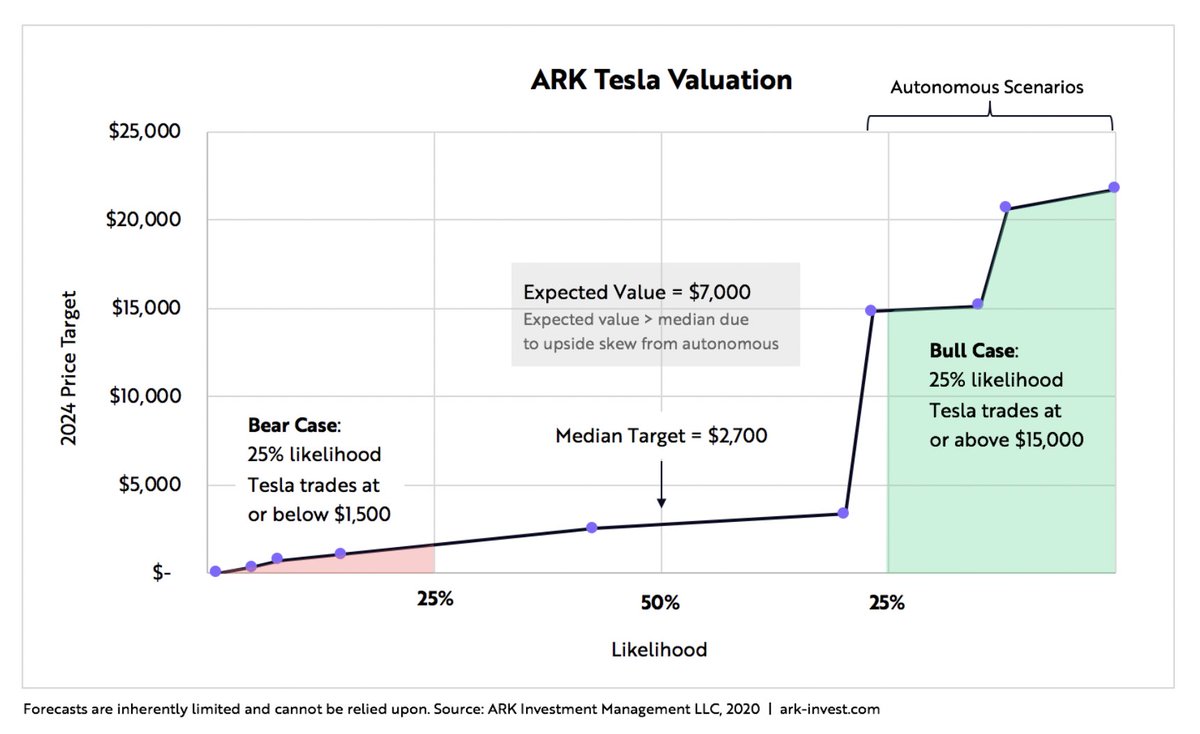 ARK Tesla Valuation
Autonomous Scenarios
2024 Price Target
$25,000
$20,000
$15,000
$10,000
$5,000
$-
Expected Value = $7,000
Expected value > median due
to upside skew from autonomous
Bear Case:
25% likelihood
Tesla trades at
or below $1,500
Median Target = $2,700
Bull Case:
25% likelihood
Tesla trades at
or above $15,000
25%
50%
25%
Likelihood
Forecasts are inherently limited and cannot be relied upon. Source: ARK Investment Management LLC, 2020 | ark-invest.com